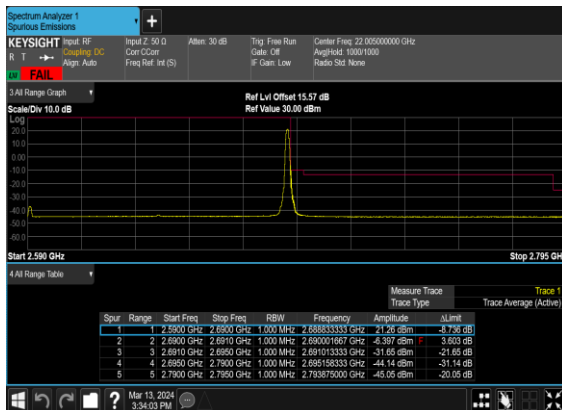 Spectrum Analyzer 1
Spurious Emissions
+
KEYSIGHT Input: RF Input Z: 50 Ω Atten: 30 dB Trig: Free Run Center Freq: 22.005000000 GHz
R T Coupling: DC Corr CCorr Gate: Off Avg|Hold: 1000/1000
Align: Auto Freq Ref: Int (S) IF Gain: Low Radio Std: None
FAIL
3 All Range Graph
Ref Lvl Offset 15.57 dB
Scale/Div 10.0 dB Ref Value 30.00 dBm
Log
20.0
10.0
0.00
-10.0
-20.0
-30.0
-40.0
-50.0
-60.0
Start 2.590 GHz Stop 2.795 GH
4 All Range Table
Measure Trace Trace 1
Trace Type Trace Average (Active)
Spur Range Start Freq Stop Freq RBW Frequency Amplitude ΔLimit
1 1 2.5900 GHz 2.6900 GHz 1.000 MHz 2.688833333 GHz 21.26 dBm -8.736 dB
2 2 2.6900 GHz 2.6910 GHz 1.000 MHz 2.690001667 GHz -6.397 dBm F 3.603 dB
3 3 2.6910 GHz 2.6950 GHz 1.000 MHz 2.691013333 GHz -31.65 dBm -21.65 dB
4 4 2.6950 GHz 2.7900 GHz 1.000 MHz 2.695158333 GHz -44.14 dBm -31.14 dB
5 5 2.7900 GHz 2.7950 GHz 1.000 MHz 2.793875000 GHz -45.05 dBm -20.05 dB
? Mar 13, 2024
3:34:03 PM